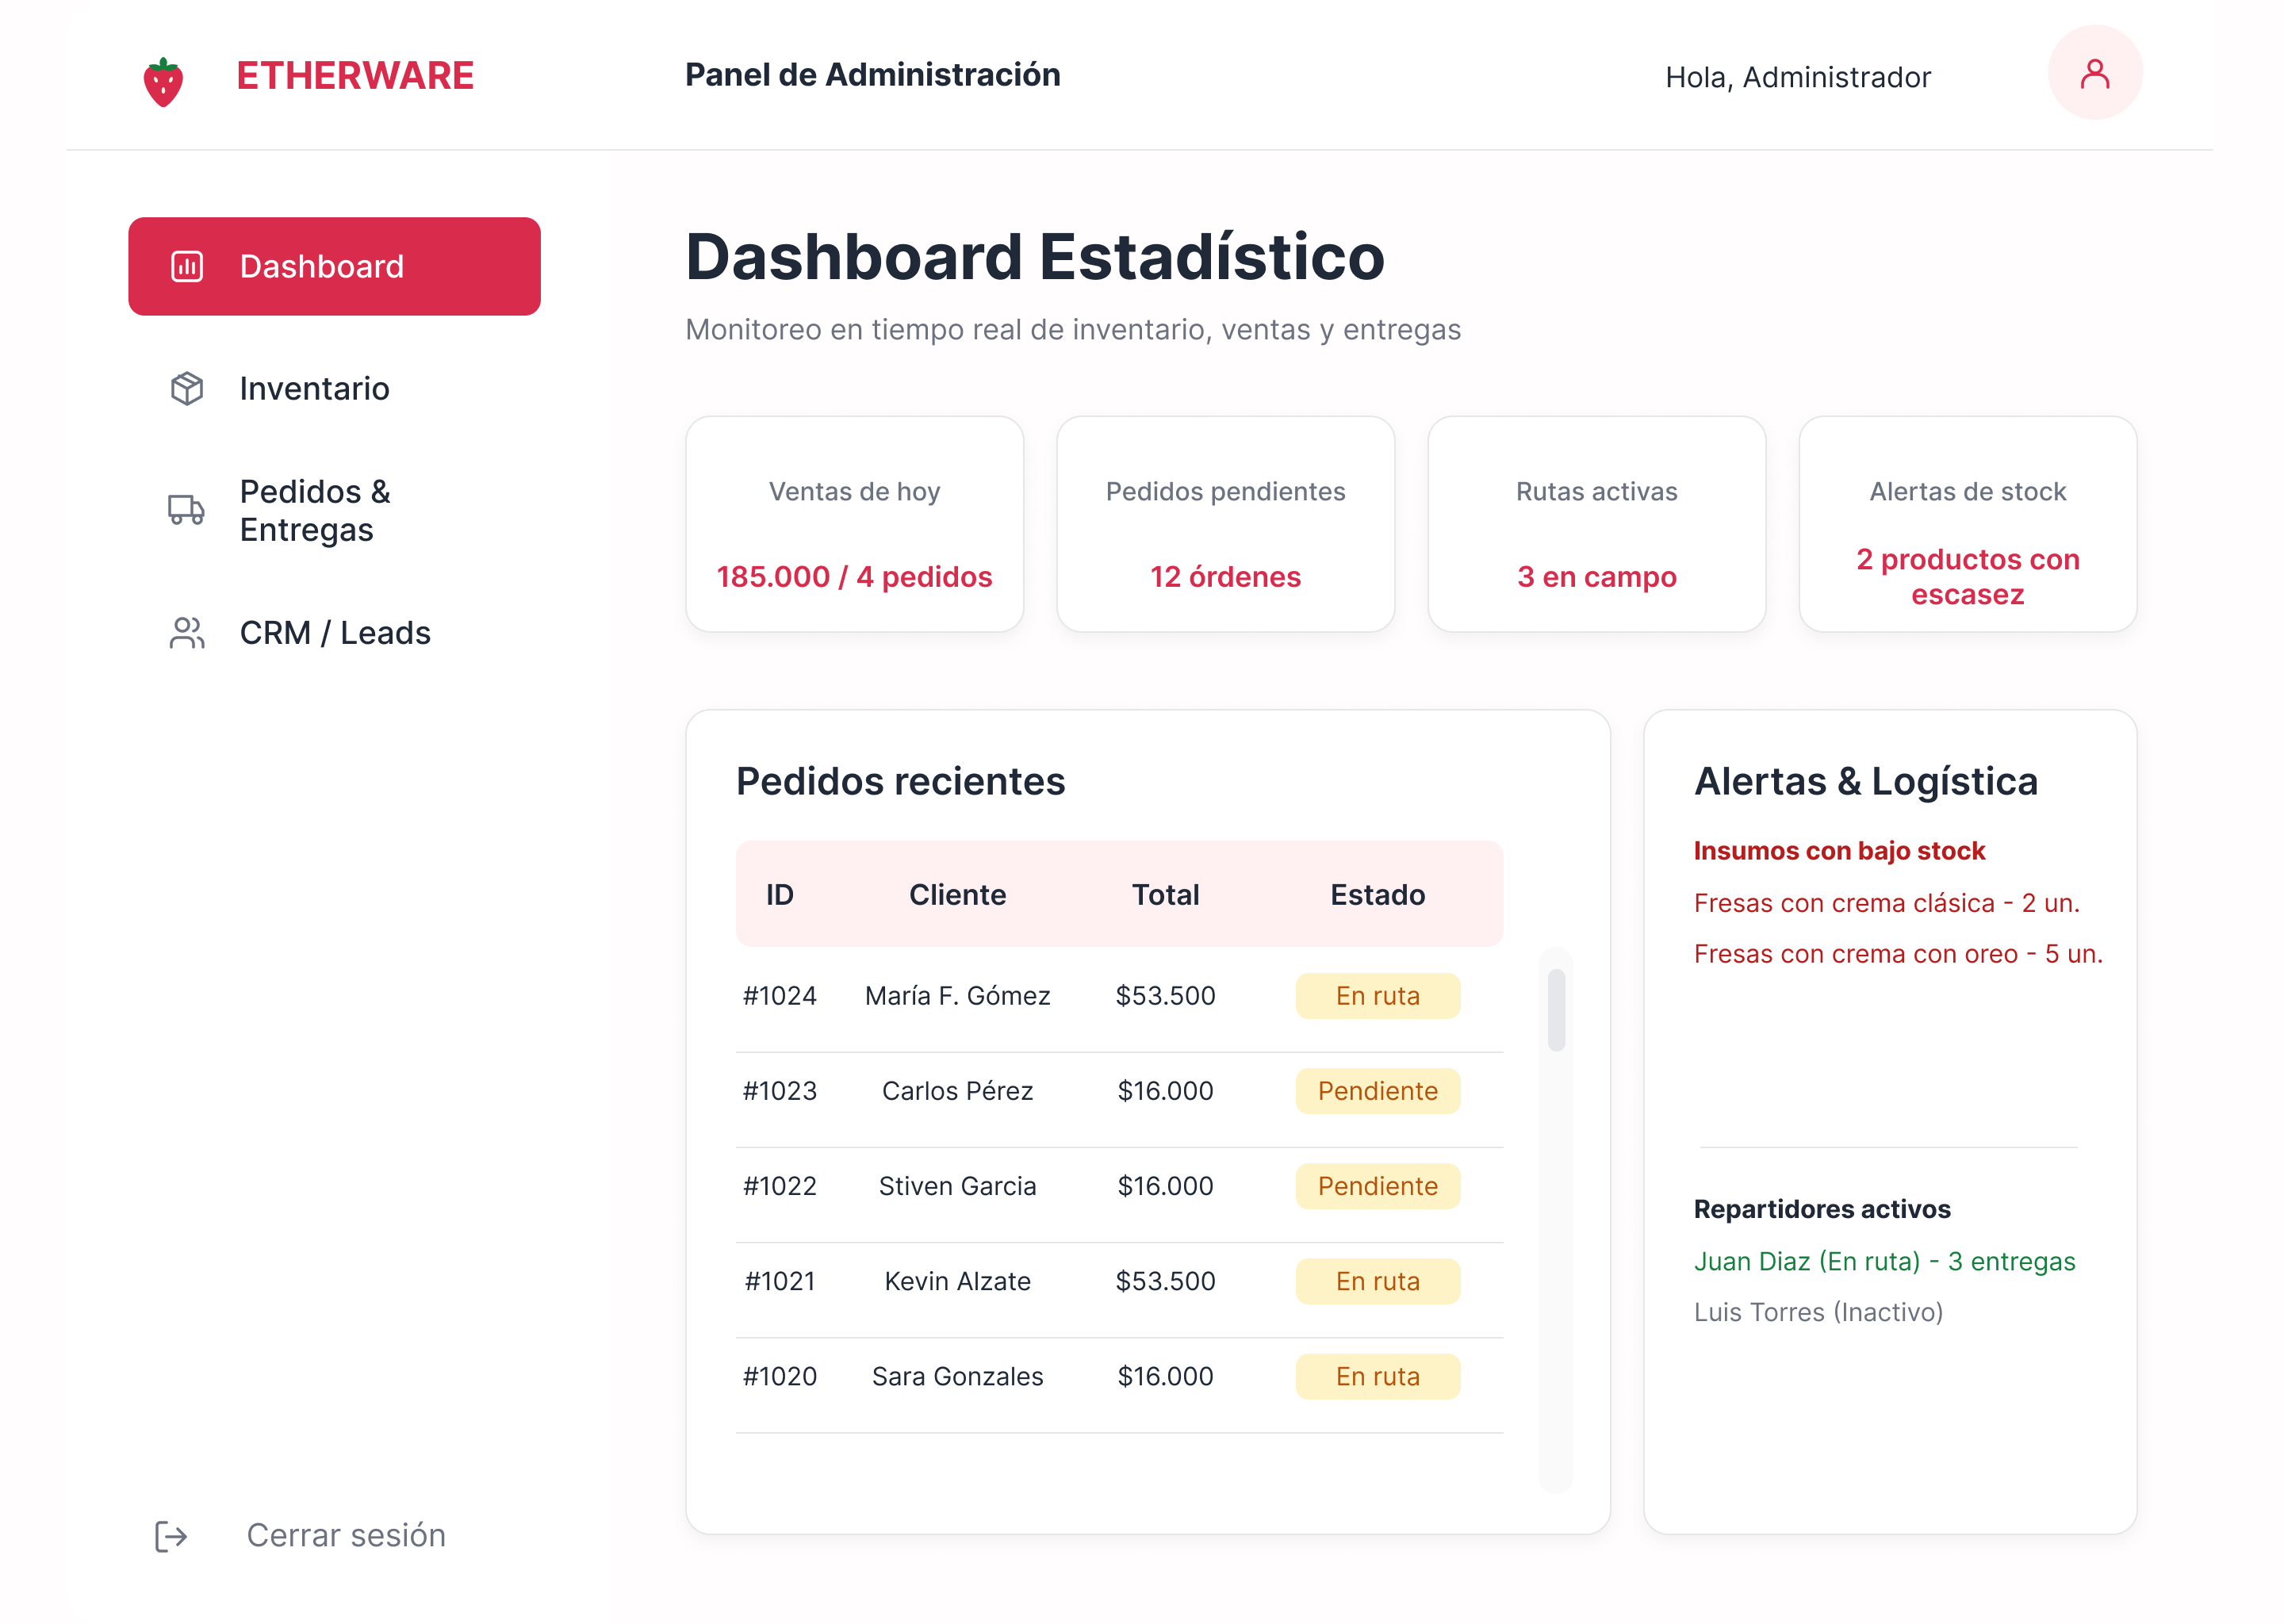 ETHERWARE
Panel de Administración
Hola, Administrador
Dashboard
Inventario
Pedidos &
Entregas
CRM / Leads
Cerrar sesión
Dashboard Estadístico
Monitoreo en tiempo real de inventario, ventas y entregas
Ventas de hoy
185.000 / 4 pedidos
Pedidos pendientes
12 órdenes
Rutas activas
3 en campo
Alertas de stock
2 productos con
escasez
Pedidos recientes
ID Cliente Total Estado
#1024 María F. Gómez $53.500 En ruta
#1023 Carlos Pérez $16.000 Pendiente
#1022 Stiven Garcia $16.000 Pendiente
#1021 Kevin Alzate $53.500 En ruta
#1020 Sara Gonzales $16.000 En ruta
Alertas & Logística
Insumos con bajo stock
Fresas con crema clásica - 2 un.
Fresas con crema con oreo - 5 un.
Repartidores activos
Juan Diaz (En ruta) - 3 entregas
Luis Torres (Inactivo)